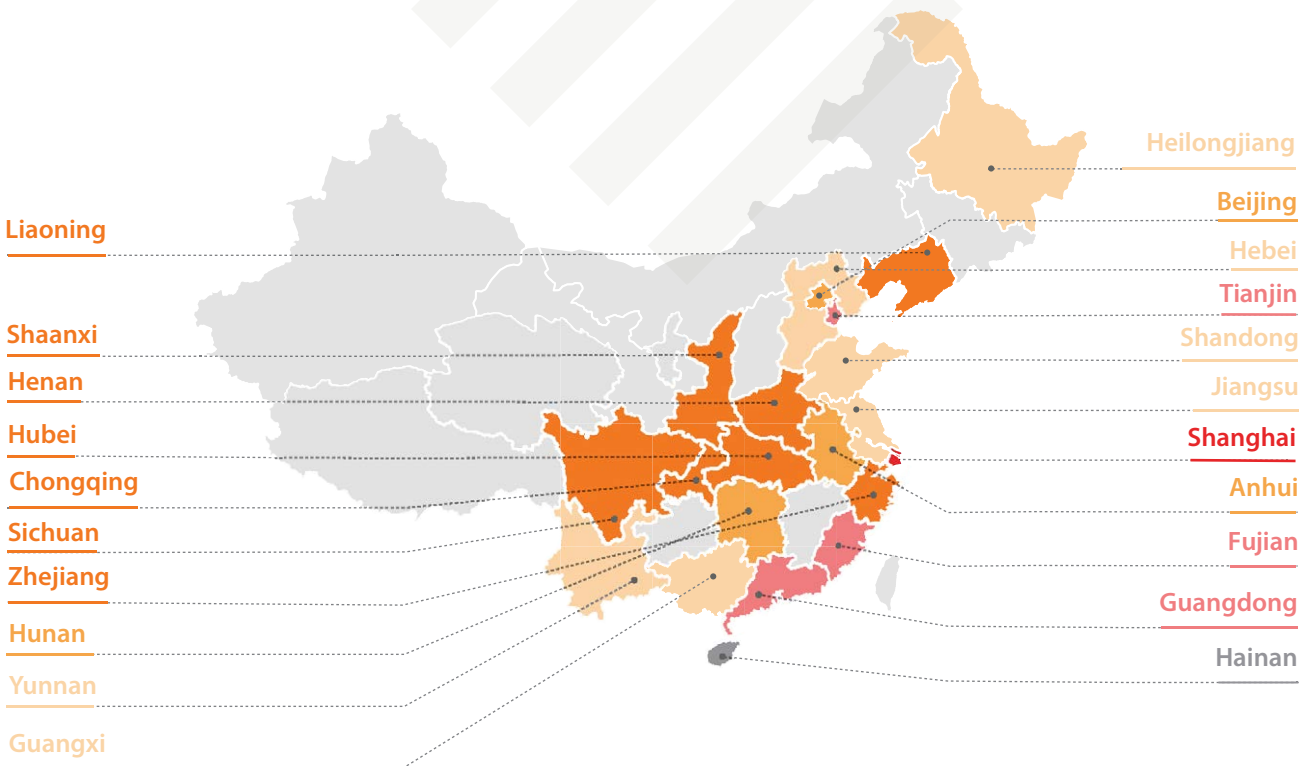 Liaoning
Shaanxi
Henan
Hubei
Chongqing
Sichuan
Zhejiang
Hunan
Yunnan
Guangxi
Heilongjiang
Beijing
Hebei
Tianjin
Shandong
Jiangsu
Shanghai
Anhui
Fujian
Guangdong
Hainan